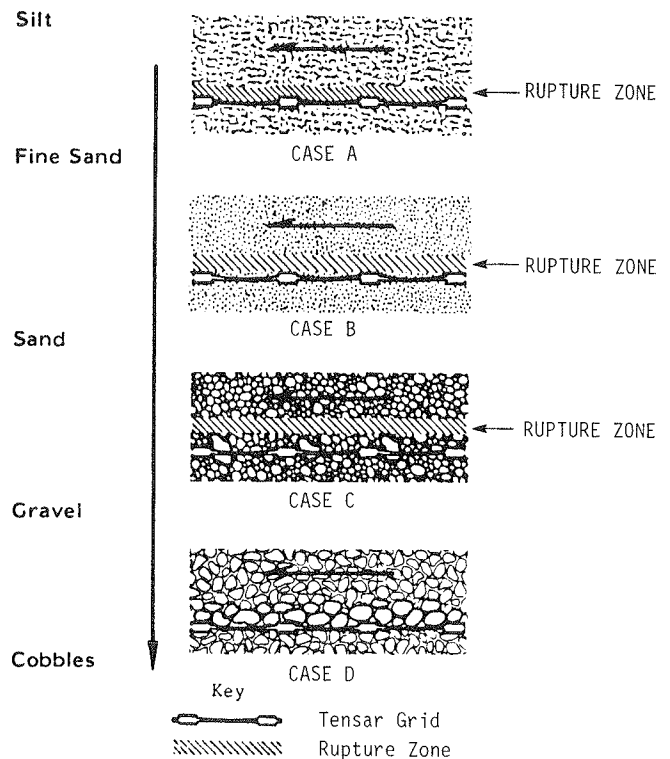 Silt
RUPTURE ZONE
CASE A
Fine Sand
RUPTURE ZONE
CASE B
Sand
RUPTURE ZONE
CASE C
Gravel
CASE D
Cobbles
Key
Tensar Grid
Rupture Zone